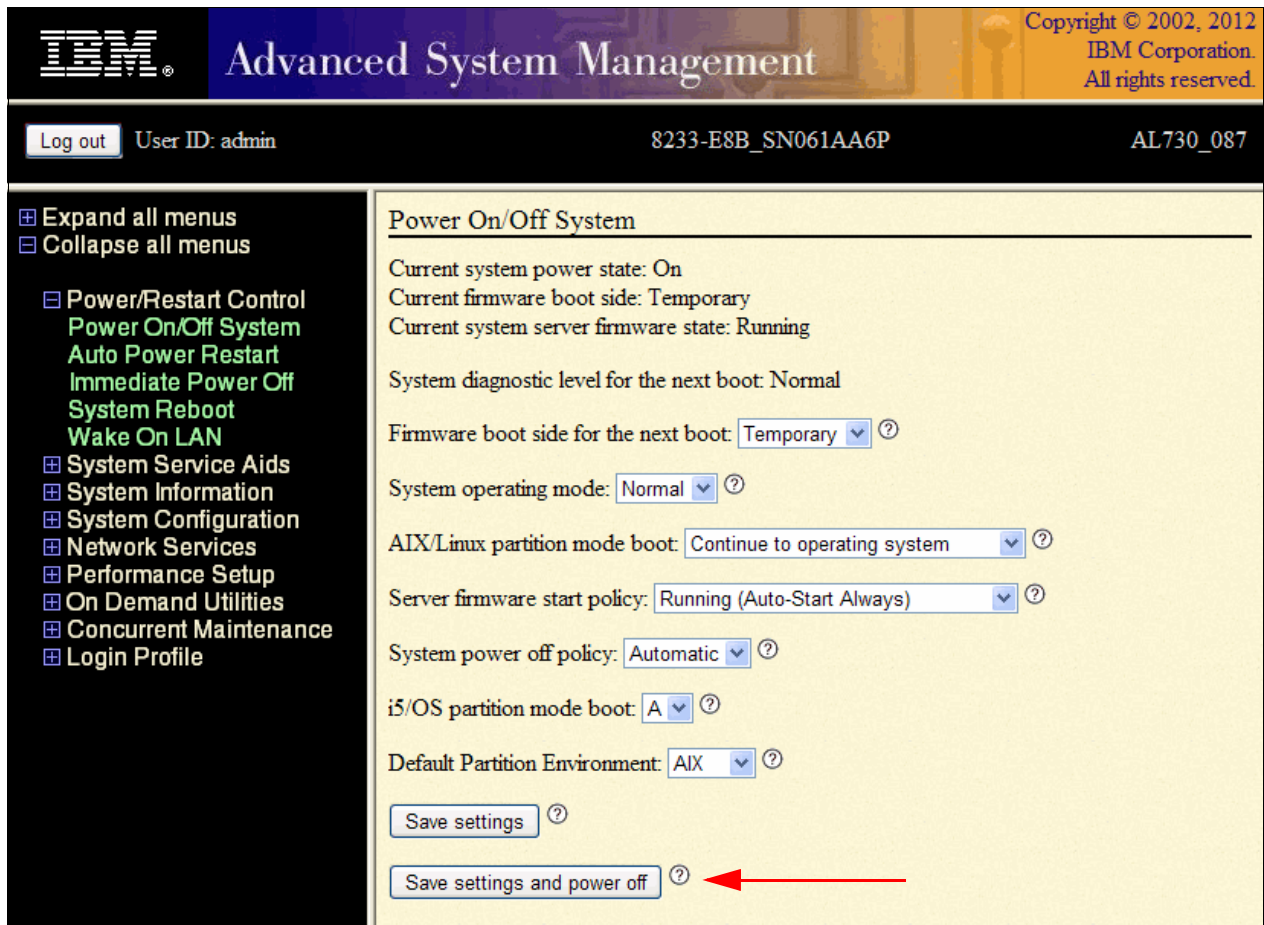 IBM®
Advanced System Management
Copyright © 2002, 2012
IBM Corporation.
All rights reserved.
Log out User ID: admin 8233-E8B_SN061AA6P AL730_087
Expand all menus
Collapse all menus
Power/Restart Control
Power On/Off System
Auto Power Restart
Immediate Power Off
System Reboot
Wake On LAN
System Service Aids
System Information
System Configuration
Network Services
Performance Setup
On Demand Utilities
Concurrent Maintenance
Login Profile
Power On/Off System
Current system power state: On
Current firmware boot side: Temporary
Current system server firmware state: Running
System diagnostic level for the next boot: Normal
Firmware boot side for the next boot: Temporary ?
System operating mode: Normal ?
AIX/Linux partition mode boot: Continue to operating system ?
Server firmware start policy: Running (Auto-Start Always) ?
System power off policy: Automatic ?
i5/OS partition mode boot: A ?
Default Partition Environment: AIX ?
Save settings ?
Save settings and power off ?